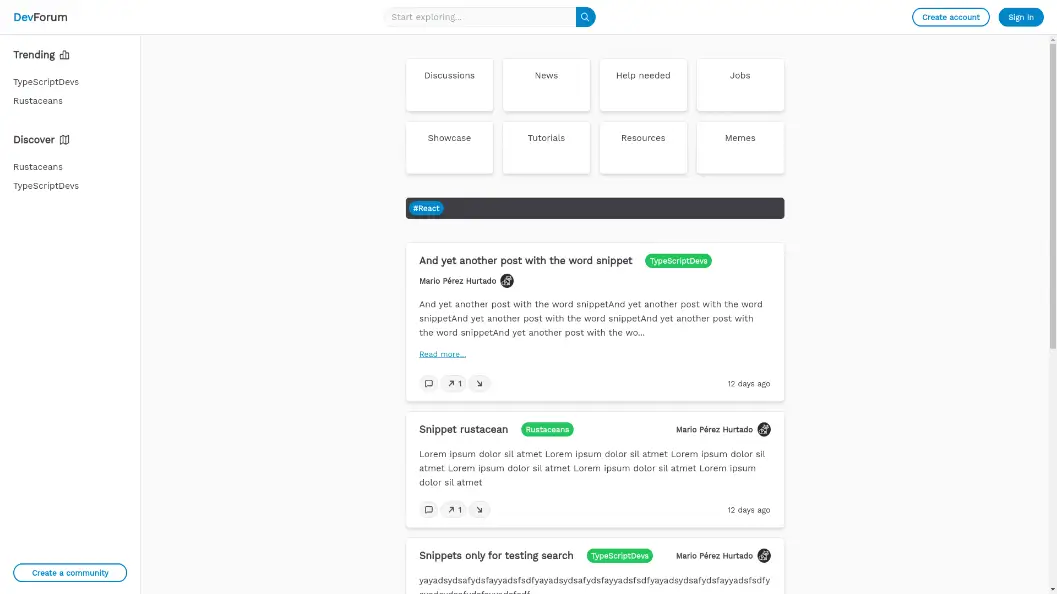 DevForum
Start exploring...
Create account
Sign in
Trending
TypeScriptDevs
Rustaceans
Discover
Rustaceans
TypeScriptDevs
Create a community
Discussions
News
Help needed
Jobs
Showcase
Tutorials
Resources
Memes
#React
And yet another post with the word snippet
TypeScriptDevs
Mario Pérez Hurtado
And yet another post with the word snippetAnd yet another post with the word
snippetAnd yet another post with the word snippetAnd yet another post with
the word snippetAnd yet another post with the wo...
Read more...
1
12 days ago
Snippet rustacean
Rustaceans
Mario Pérez Hurtado
Lorem ipsum dolor sil atmet Lorem ipsum dolor sil atmet Lorem ipsum dolor sil
atmet Lorem ipsum dolor sil atmet Lorem ipsum dolor sil atmet Lorem ipsum
dolor sil atmet
1
12 days ago
Snippets only for testing search
TypeScriptDevs
Mario Pérez Hurtado
yayadsydsafydsfayyadsfsdfyayadsydsafydsfayyadsfsdfyayadsydsafydsfayyadsfsdfy